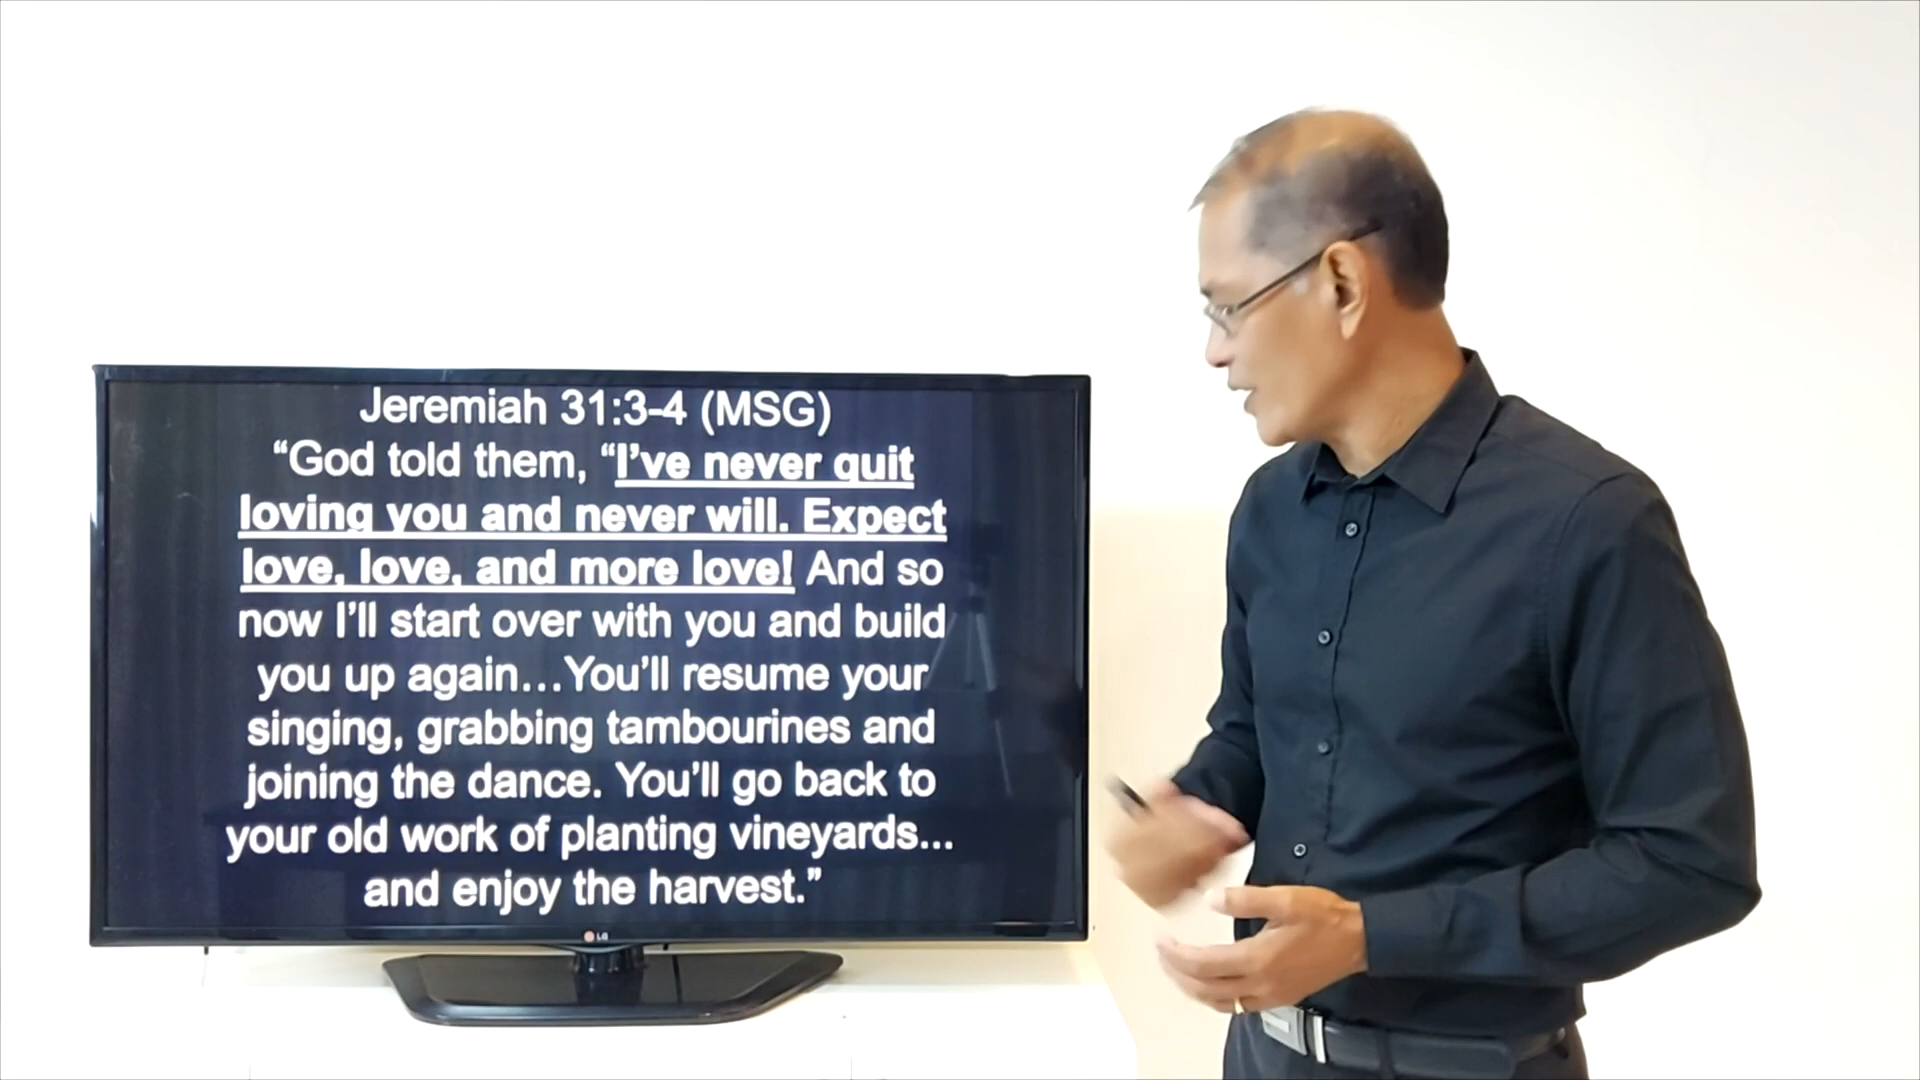 Jeremiah 31:3-4 (MSG)
“God told them, “I’ve never quit
loving you and never will. Expect
love, love, and more love! And so
now I’ll start over with you and build
you up again…You’ll resume your
singing, grabbing tambourines and
joining the dance. You’ll go back to
your old work of planting vineyards…
and enjoy the harvest.”
LG